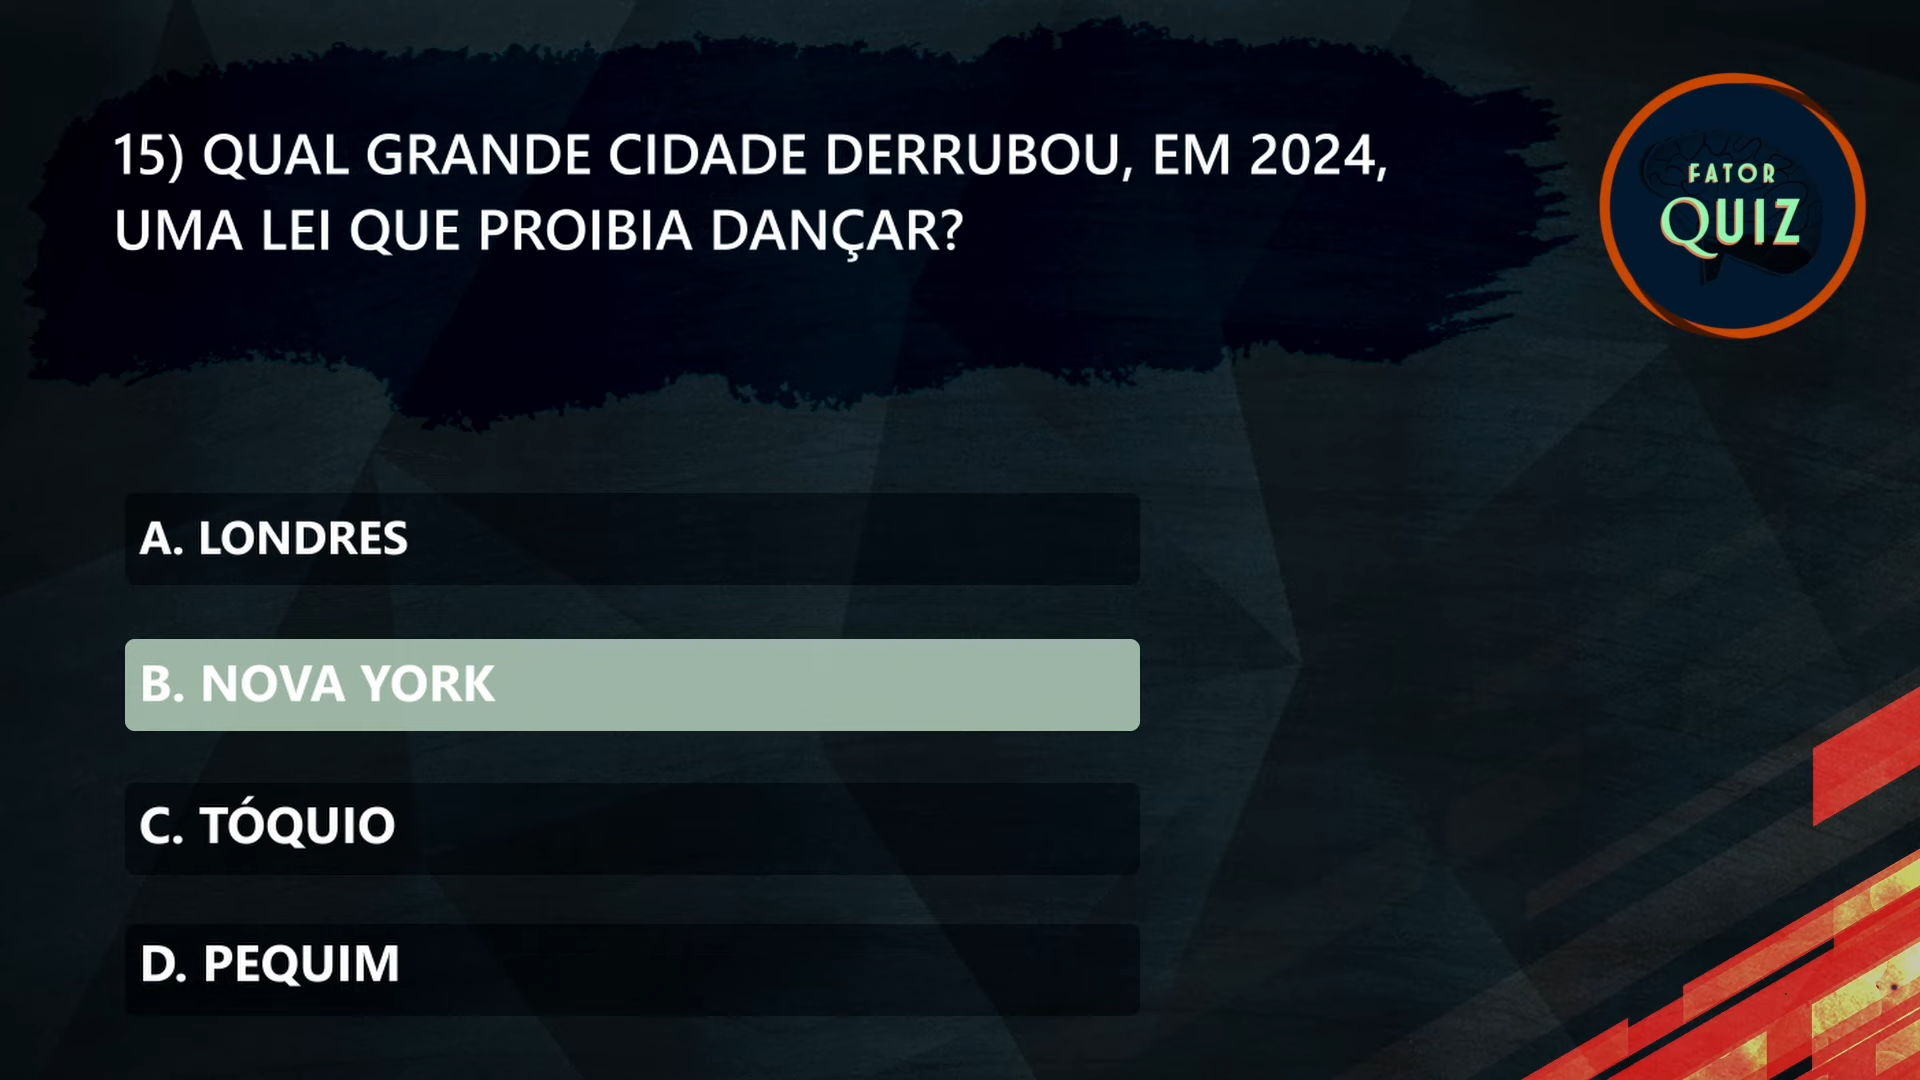 15) QUAL GRANDE CIDADE DERRUBOU, EM 2024,
UMA LEI QUE PROIBIA DANÇAR?
FATOR
QUIZ
A. LONDRES
B. NOVA YORK
C. TÓQUIO
D. PEQUIM